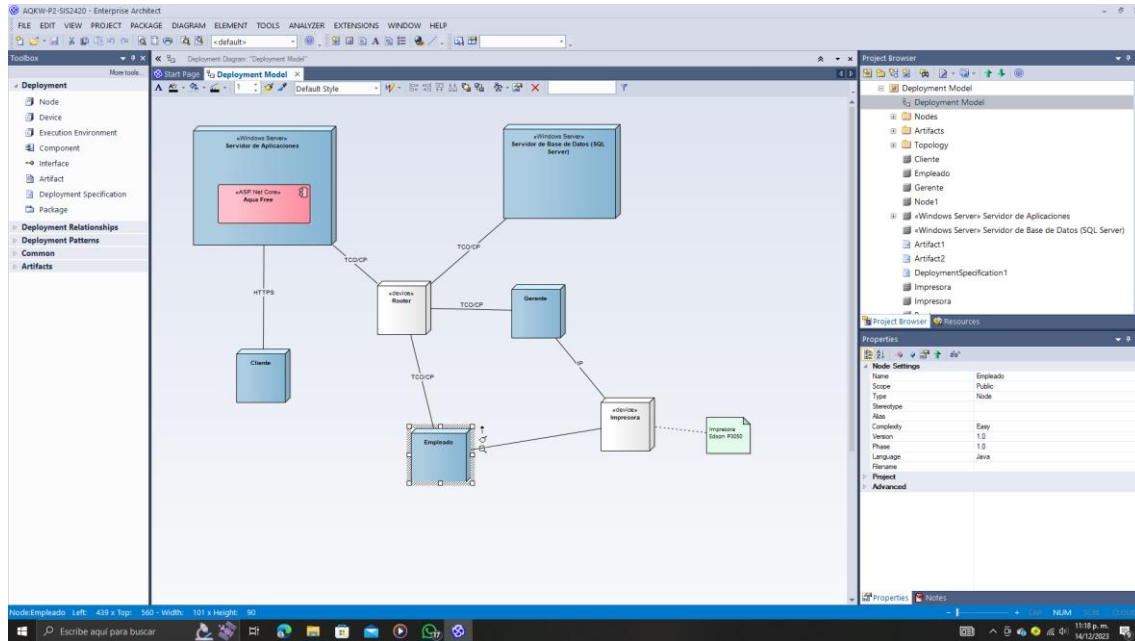 AQKW-P2-SIS2420 - Enterprise Architect
FILE EDIT VIEW PROJECT PACKAGE DIAGRAM ELEMENT TOOLS ANALYZER EXTENSIONS WINDOW HELP
<default>
Toolbox
More tools...
Deployment
Node
Device
Execution Environment
Component
Interface
Artifact
Deployment Specification
Package
Deployment Relationships
Deployment Patterns
Common
Artifacts
Deployment Diagram: "Deployment Model"
Start Page
Deployment Model
1
Default Style
«Windows Server»
Servidor de Aplicaciones
«ASP Net Core»
Aqua Free
«Windows Server»
Servidor de Base de Datos (SQL
Server)
TCO/CP
TCO/CP
HTTPS
«device»
Rooter
TCO/CP
Gerente
Cliente
TCO/CP
IP
«device»
Impresora
Impresora
Edson P3050
Empleado
Project Browser
Deployment Model
Deployment Model
Nodes
Artifacts
Topology
Cliente
Empleado
Gerente
Node1
«Windows Server» Servidor de Aplicaciones
«Windows Server» Servidor de Base de Datos (SQL Server)
Artifact1
Artifact2
DeploymentSpecification1
Impresora
Impresora
Project Browser
Resources
Properties
Node Settings
Name Empleado
Scope Public
Type Node
Stereotype
Alias
Complexity Easy
Version 1.0
Phase 1.0
Language Java
Filename
Project
Advanced
Properties
Notes
Node:Empleado Left: 439 x Top: 560 - Width: 101 x Height: 90
CAP NUM SCRL CLOUD
Escribe aquí para buscar
11:18 p. m.
14/12/2023